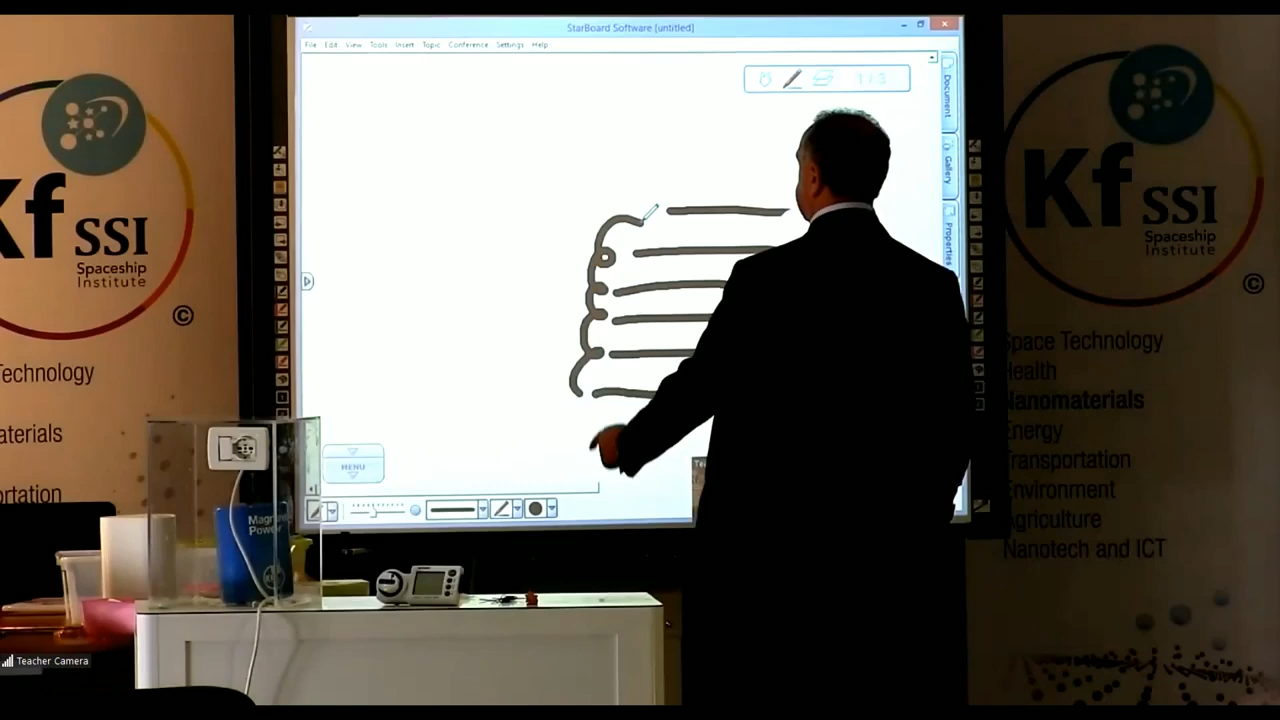 StarBoard Software [untitled]
File Edit View Tools Insert Topic Conference Settings Help
1/3
Document
Gallery
Properties
MENU
Kf SSI
Spaceship
Institute
©
Technology
aterials
ortation
Magn
Power
Teacher Camera
Kf SSI
Spaceship
Institute
©
Space Technology
Health
Nanomaterials
Energy
Transportation
Environment
Agriculture
Nanotech and ICT